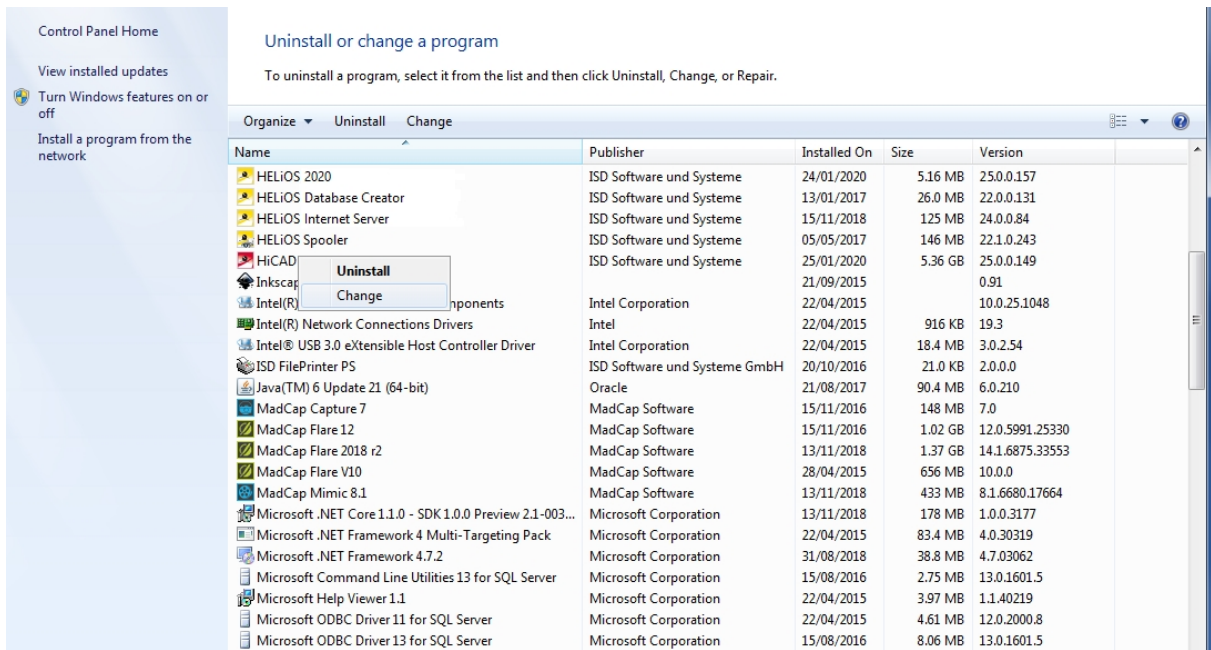 Control Panel Home
View installed updates
Turn Windows features on or
off
Install a program from the
network
Uninstall or change a program
To uninstall a program, select it from the list and then click Uninstall, Change, or Repair.
Organize Uninstall Change
Name Publisher Installed On Size Version
HELiOS 2020 ISD Software und Systeme 24/01/2020 5.16 MB 25.0.0.157
HELiOS Database Creator ISD Software und Systeme 13/01/2017 26.0 MB 22.0.0.131
HELiOS Internet Server ISD Software und Systeme 15/11/2018 125 MB 24.0.0.84
HELiOS Spooler ISD Software und Systeme 05/05/2017 146 MB 22.1.0.243
HiCAD ISD Software und Systeme 25/01/2020 5.36 GB 25.0.0.149
Uninstall
Inkscap 21/09/2015 0.91
Change
Intel(R) mponents Intel Corporation 22/04/2015 10.0.25.1048
Intel(R) Network Connections Drivers Intel 22/04/2015 916 KB 19.3
Intel® USB 3.0 eXtensible Host Controller Driver Intel Corporation 22/04/2015 18.4 MB 3.0.2.54
ISD FilePrinter PS ISD Software und Systeme GmbH 20/10/2016 21.0 KB 2.0.0.0
Java(TM) 6 Update 21 (64-bit) Oracle 21/08/2017 90.4 MB 6.0.210
MadCap Capture 7 MadCap Software 15/11/2016 148 MB 7.0
MadCap Flare 12 MadCap Software 15/11/2016 1.02 GB 12.0.5991.25330
MadCap Flare 2018 r2 MadCap Software 13/11/2018 1.37 GB 14.1.6875.33553
MadCap Flare V10 MadCap Software 28/04/2015 656 MB 10.0.0
MadCap Mimic 8.1 MadCap Software 13/11/2018 433 MB 8.1.6680.17664
Microsoft .NET Core 1.1.0 - SDK 1.0.0 Preview 2.1-003... Microsoft Corporation 13/11/2018 178 MB 1.0.0.3177
Microsoft .NET Framework 4 Multi-Targeting Pack Microsoft Corporation 22/04/2015 83.4 MB 4.0.30319
Microsoft .NET Framework 4.7.2 Microsoft Corporation 31/08/2018 38.8 MB 4.7.03062
Microsoft Command Line Utilities 13 for SQL Server Microsoft Corporation 15/08/2016 2.75 MB 13.0.1601.5
Microsoft Help Viewer 1.1 Microsoft Corporation 22/04/2015 3.97 MB 1.1.40219
Microsoft ODBC Driver 11 for SQL Server Microsoft Corporation 22/04/2015 4.61 MB 12.0.2000.8
Microsoft ODBC Driver 13 for SQL Server Microsoft Corporation 15/08/2016 8.06 MB 13.0.1601.5